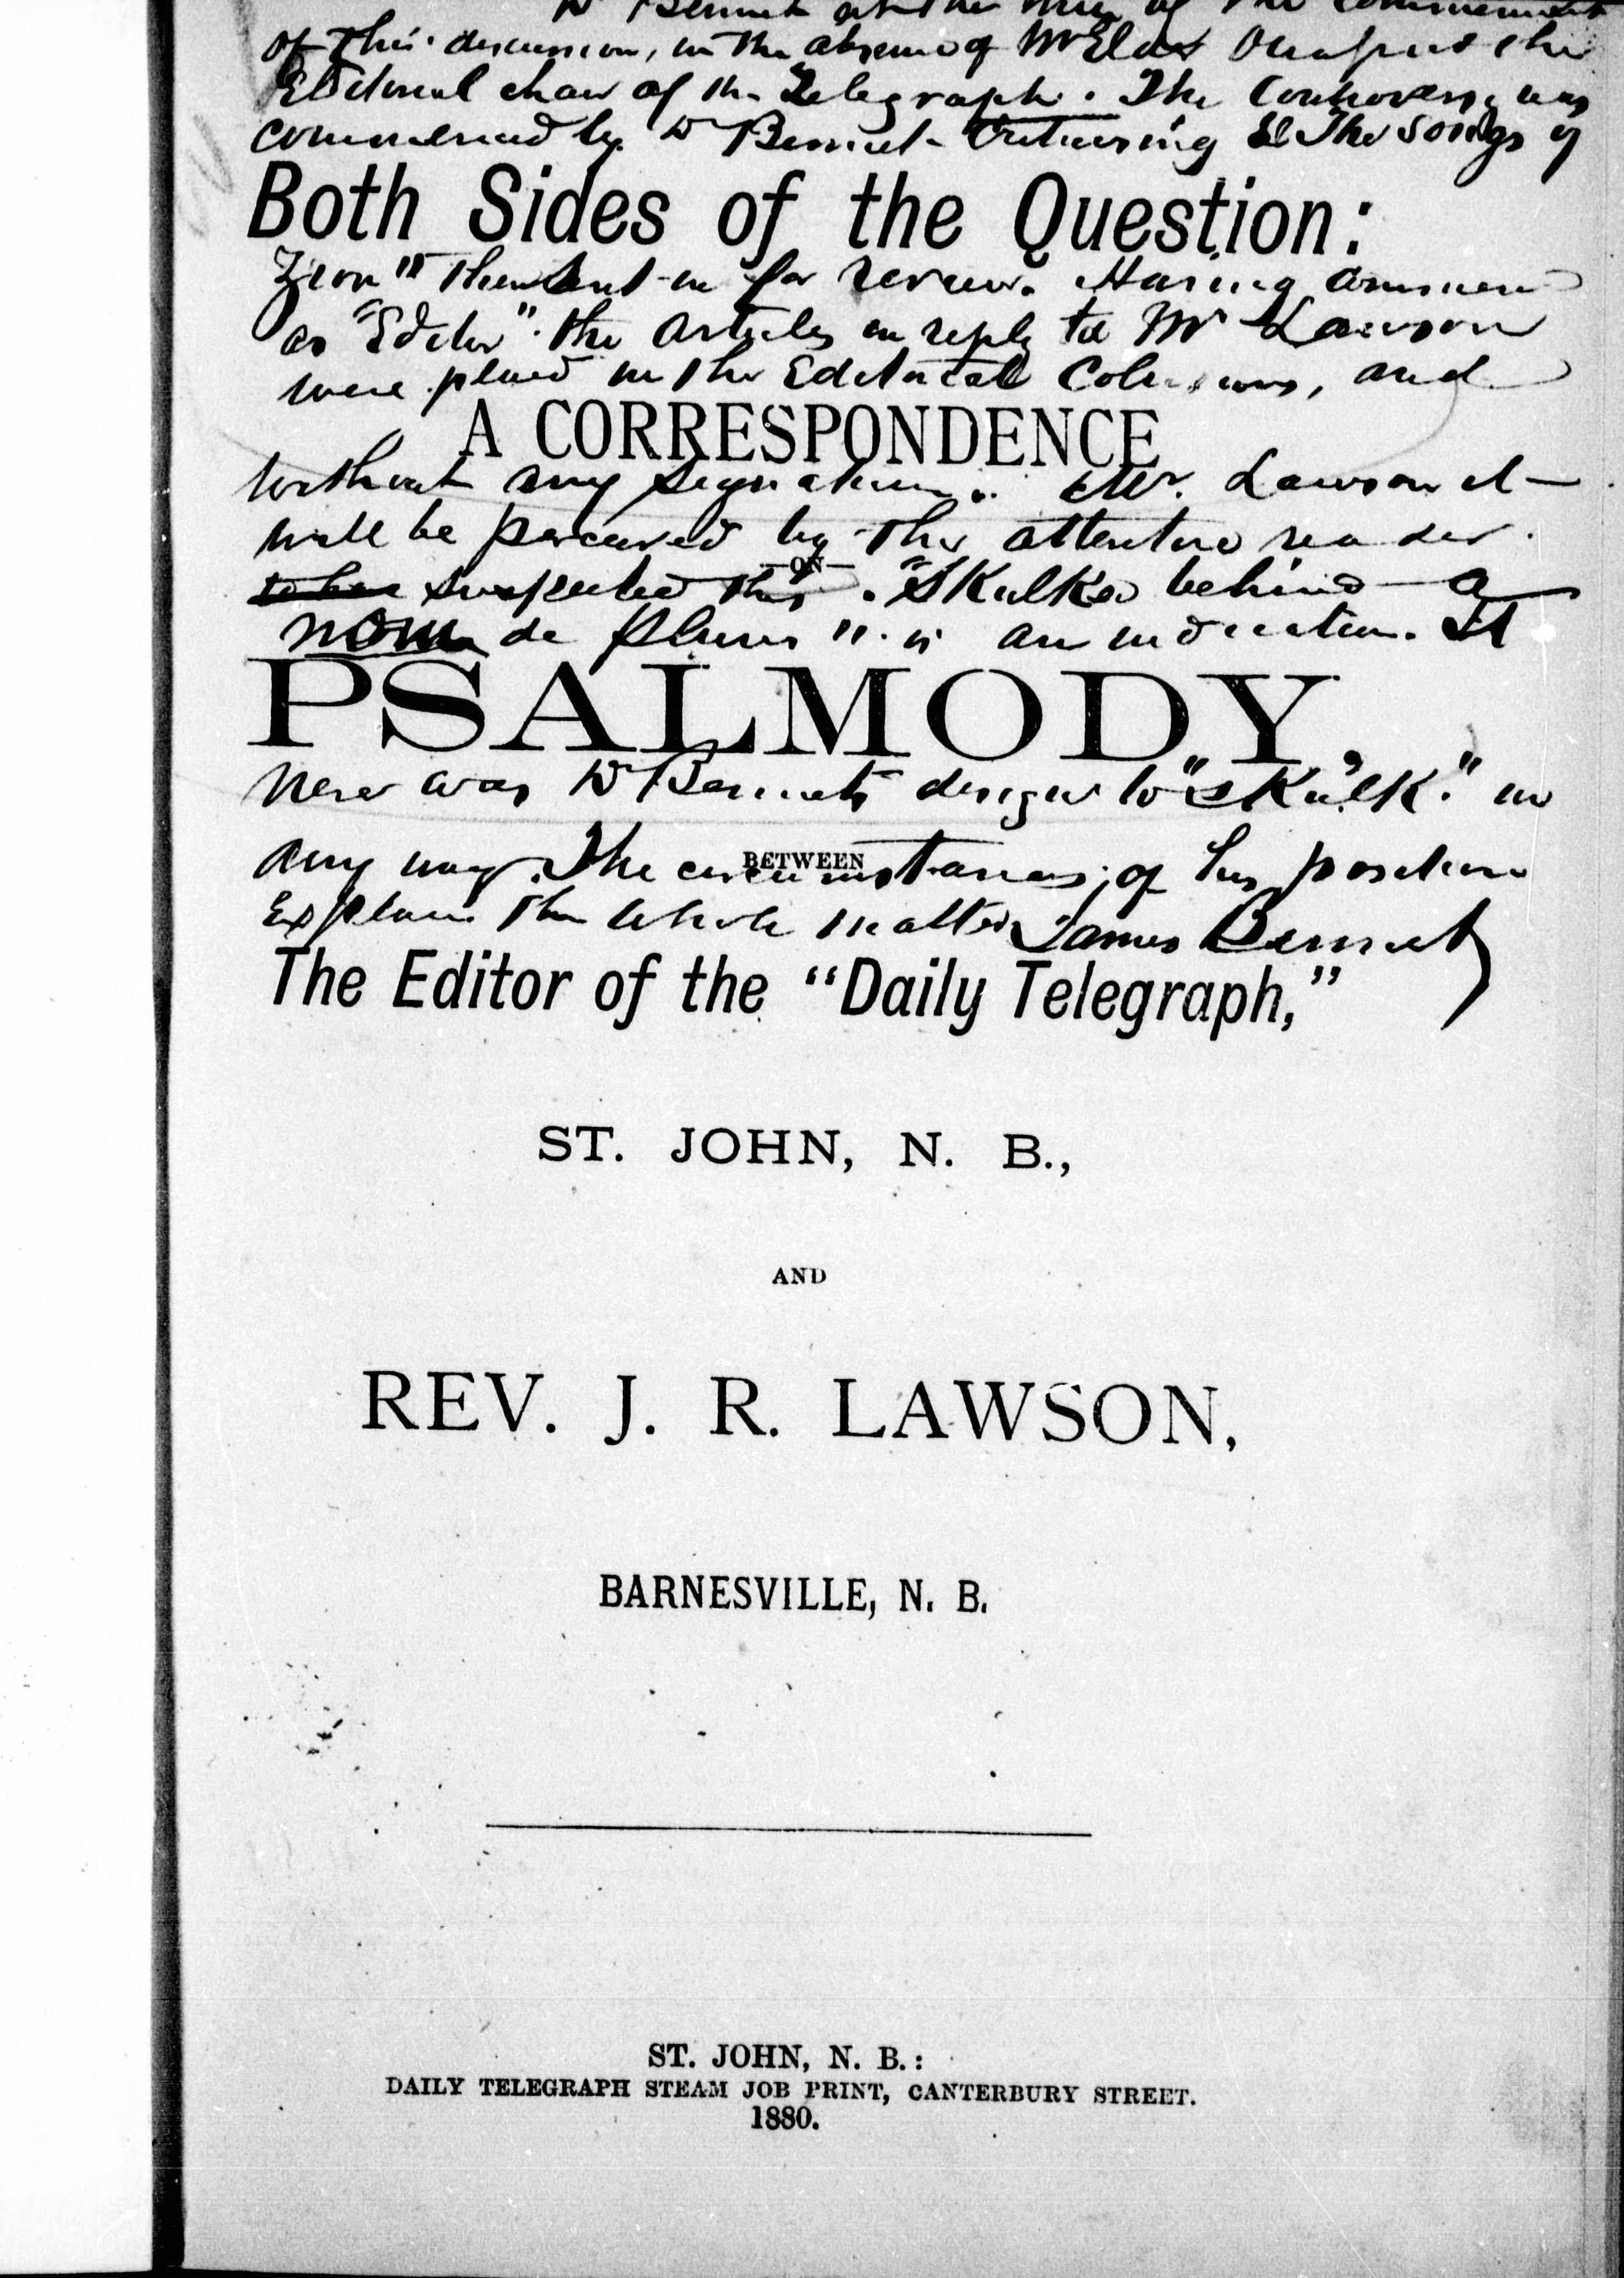 Dr Bennet at the time of the commencement
of this discussion, in the absence of Mr Elder occupied the
Editorial chair of the Telegraph. The Controversy was
commenced by Dr Bennet Criticising "The Songs of
Both Sides of the Question:
Zion" then sent in for review. Having commenced
as "Editor" the articles in reply to Mr Lawson
were placed in the Editorial Columns, and
A CORRESPONDENCE
without any signature. Mr. Lawson it
will be perceived by the attentive reader.
—ON—
suspected this. "Skulked behind a
nom de plume" is an indication. It
PSALMODY,
never was Dr Bennet's design to "skulk" in
any way. The circumstances of his position
BETWEEN
Explain the whole matter James Bennet
The Editor of the "Daily Telegraph,"
ST. JOHN, N. B.,
AND
REV. J. R. LAWSON,
BARNESVILLE, N. B.
ST. JOHN, N. B.:
DAILY TELEGRAPH STEAM JOB PRINT, CANTERBURY STREET.
1880.